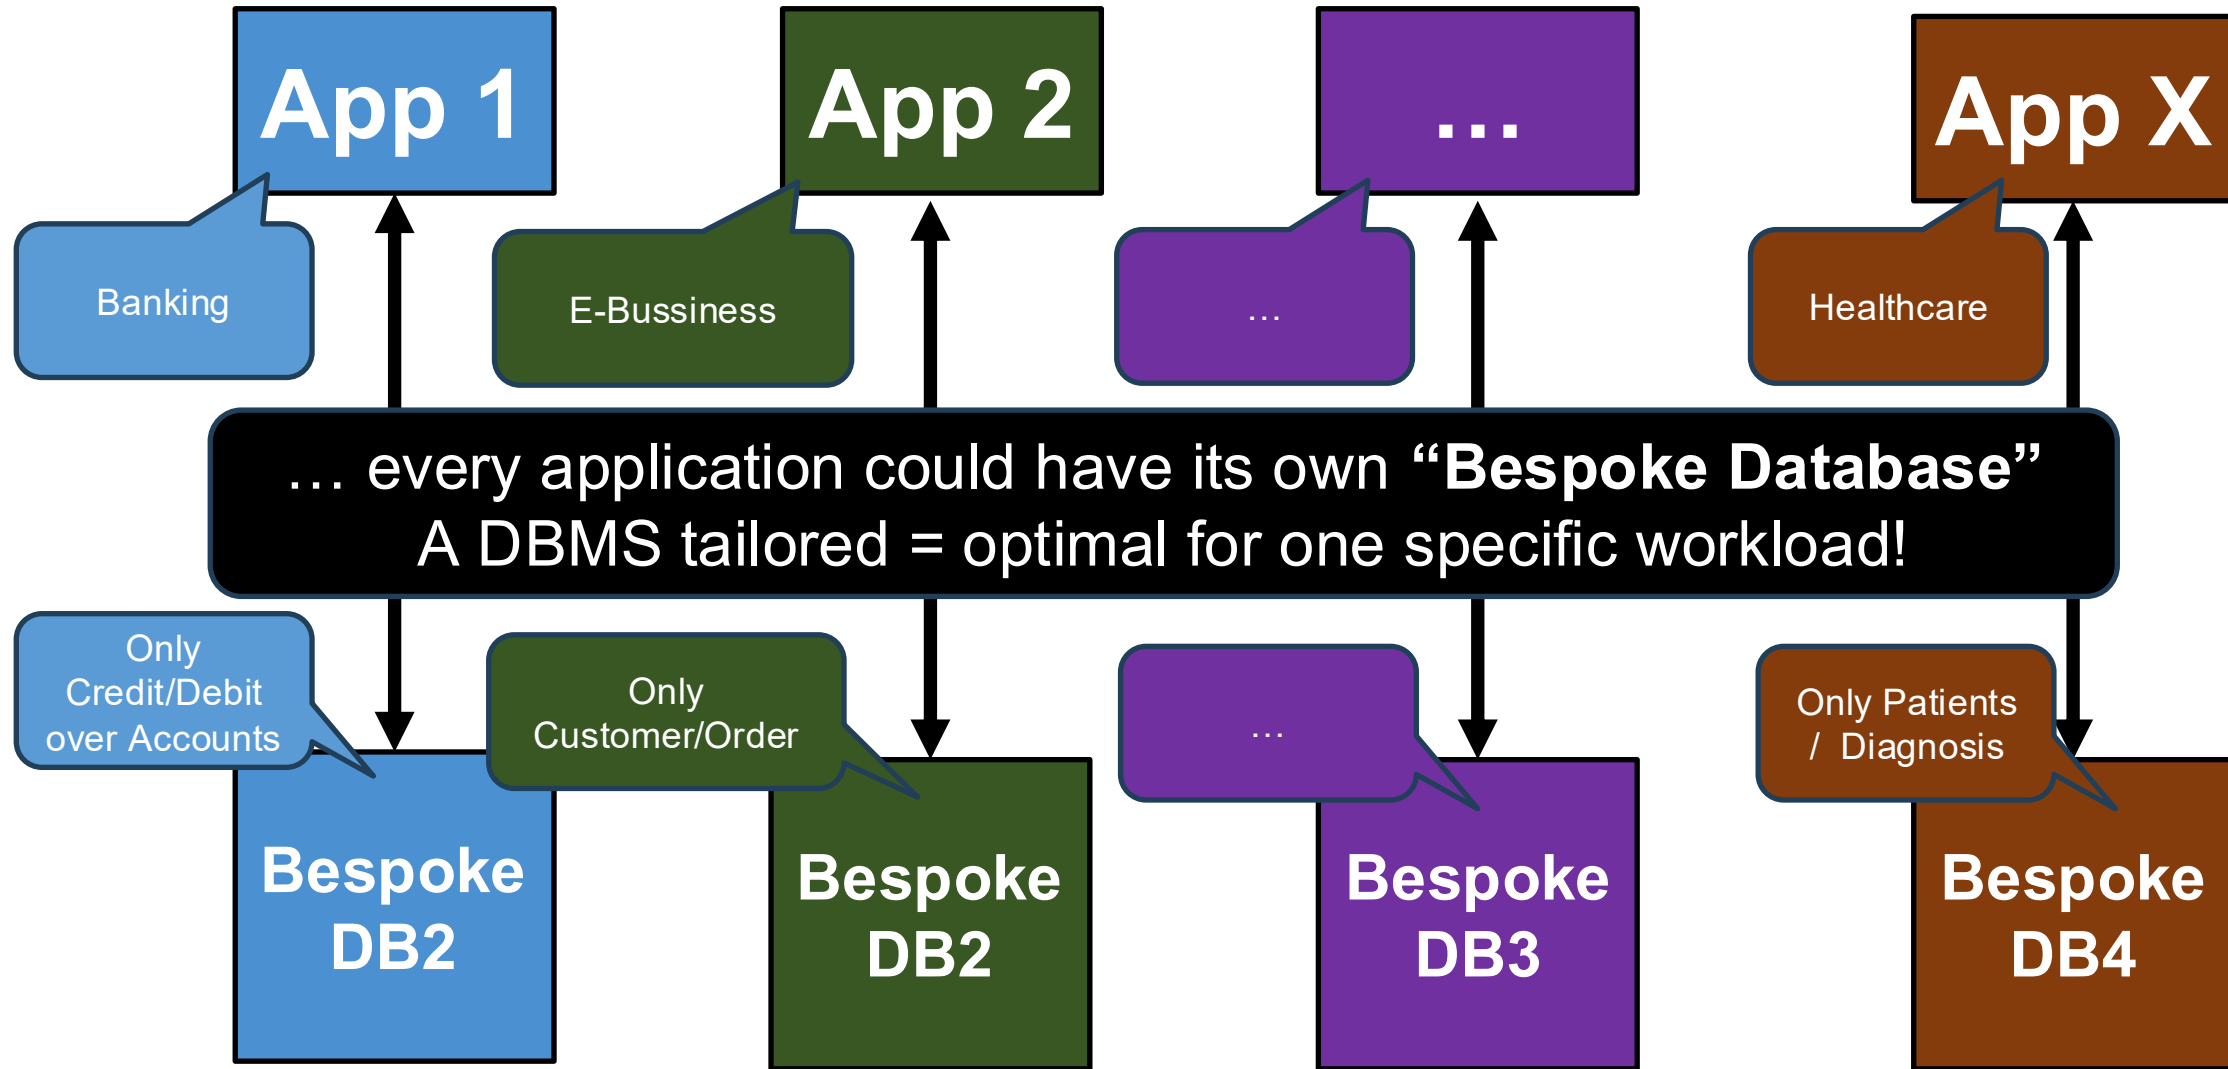 App 1
App 2
...
App X
Banking
E-Bussiness
...
Healthcare
... every application could have its own “Bespoke Database”
A DBMS tailored = optimal for one specific workload!
Only
Credit/Debit
over Accounts
Only
Customer/Order
...
Only Patients
/ Diagnosis
Bespoke
DB2
Bespoke
DB2
Bespoke
DB3
Bespoke
DB4